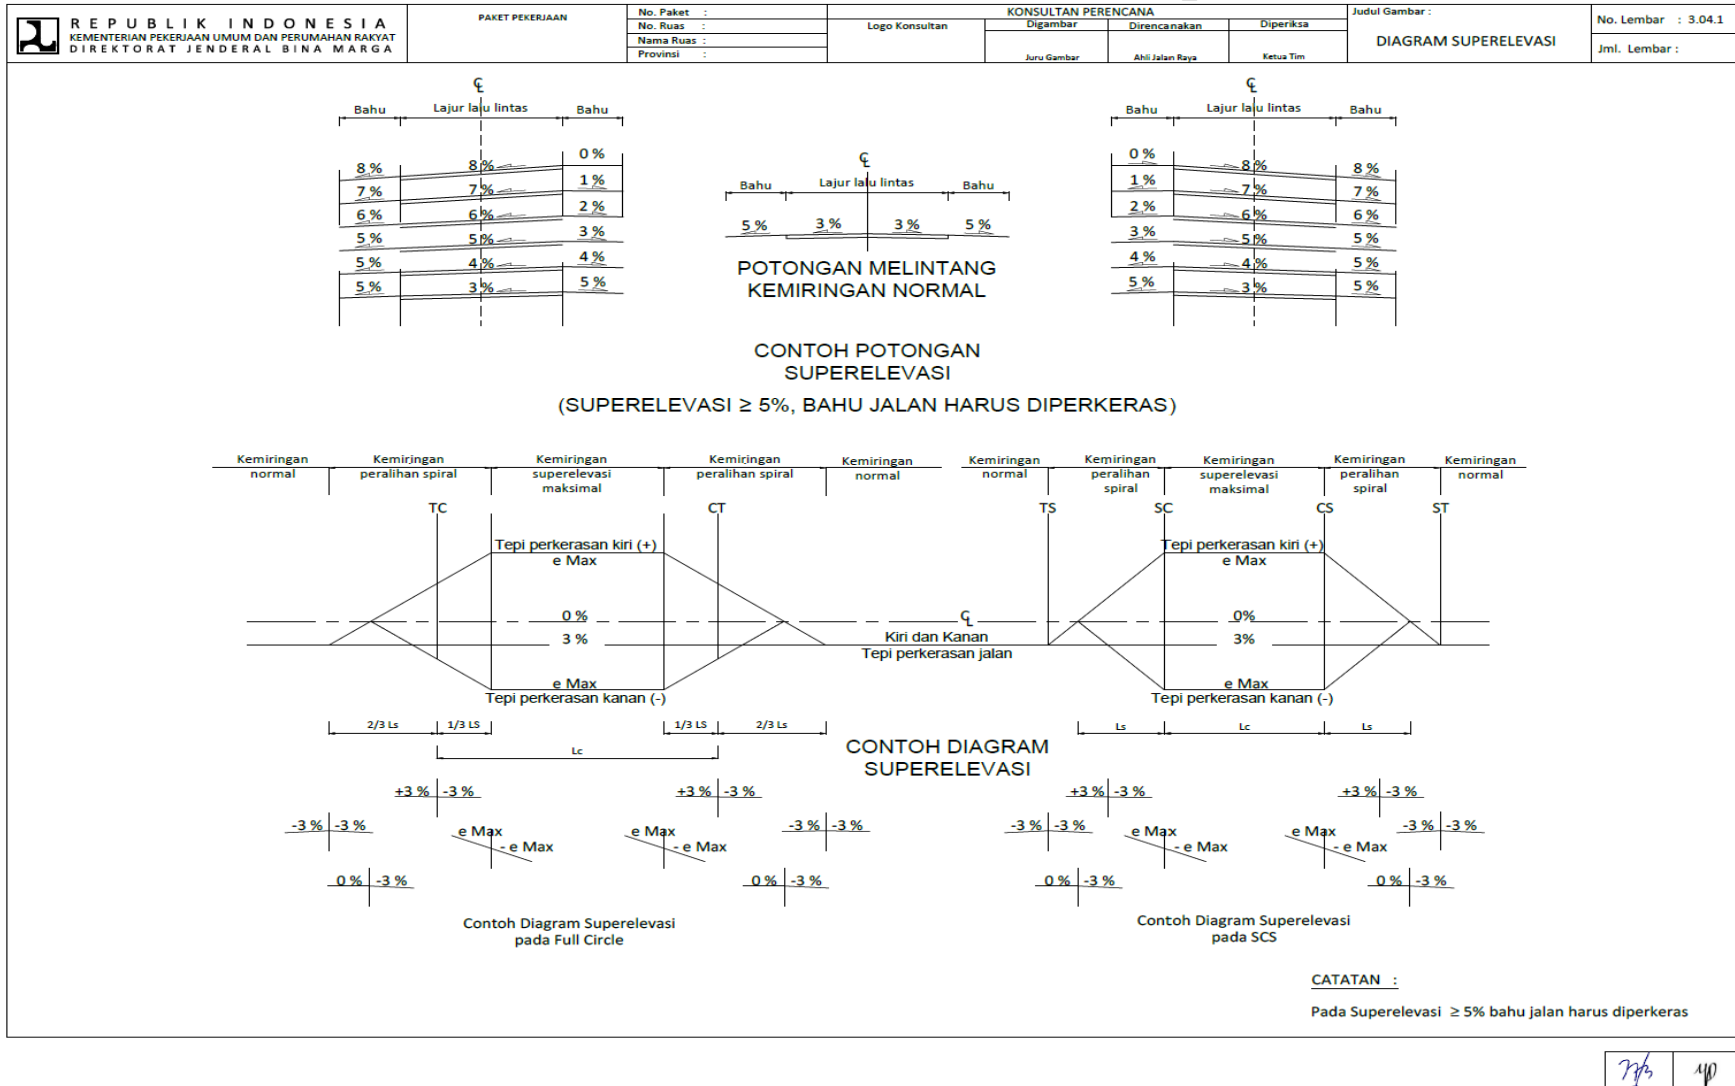 REPUBLIK INDONESIA
KEMENTERIAN PEKERJAAN UMUM DAN PERUMAHAN RAKYAT
DIREKTORAT JENDERAL BINA MARGA
PAKET PEKERJAAN
No. Paket :
No. Ruas :
Nama Ruas :
Provinsi :
Logo Konsultan
KONSULTAN PERENCANA
Digambar Direncanakan Diperiksa
Juru Gambar Ahli Jalan Raya Ketua Tim
Judul Gambar :
DIAGRAM SUPERELEVASI
No. Lembar : 3.04.1
Jml. Lembar :
℄
Bahu Lajur lalu lintas Bahu
8 % 8 % 0 %
7 % 7 % 1 %
6 % 6 % 2 %
5 % 5 % 3 %
5 % 4 % 4 %
5 % 3 % 5 %
℄
Bahu Lajur lalu lintas Bahu
5 % 3 % 3 % 5 %
POTONGAN MELINTANG
KEMIRINGAN NORMAL
℄
Bahu Lajur lalu lintas Bahu
0 % 8 % 8 %
1 % 7 % 7 %
2 % 6 % 6 %
3 % 5 % 5 %
4 % 4 % 5 %
5 % 3 % 5 %
CONTOH POTONGAN
SUPERELEVASI
(SUPERELEVASI ≥ 5%, BAHU JALAN HARUS DIPERKERAS)
Kemiringan normal
Kemiringan peralihan spiral
Kemiringan superelevasi maksimal
Kemiringan peralihan spiral
Kemiringan normal
TC CT
Tepi perkerasan kiri (+)
e Max
0 %
3 %
e Max
Tepi perkerasan kanan (-)
2/3 Ls 1/3 LS 1/3 LS 2/3 Ls
Lc
℄
Kiri dan Kanan
Tepi perkerasan jalan
Kemiringan normal
Kemiringan peralihan spiral
Kemiringan superelevasi maksimal
Kemiringan peralihan spiral
Kemiringan normal
TS SC CS ST
Tepi perkerasan kiri (+)
e Max
0%
3%
e Max
Tepi perkerasan kanan (-)
Ls Lc Ls
CONTOH DIAGRAM
SUPERELEVASI
+3 % -3 % +3 % -3 %
-3 % -3 % e Max - e Max e Max - e Max -3 % -3 %
0 % -3 % 0 % -3 %
Contoh Diagram Superelevasi
pada Full Circle
+3 % -3 % +3 % -3 %
-3 % -3 % e Max - e Max e Max - e Max -3 % -3 %
0 % -3 % 0 % -3 %
Contoh Diagram Superelevasi
pada SCS
CATATAN :
Pada Superelevasi ≥ 5% bahu jalan harus diperkeras